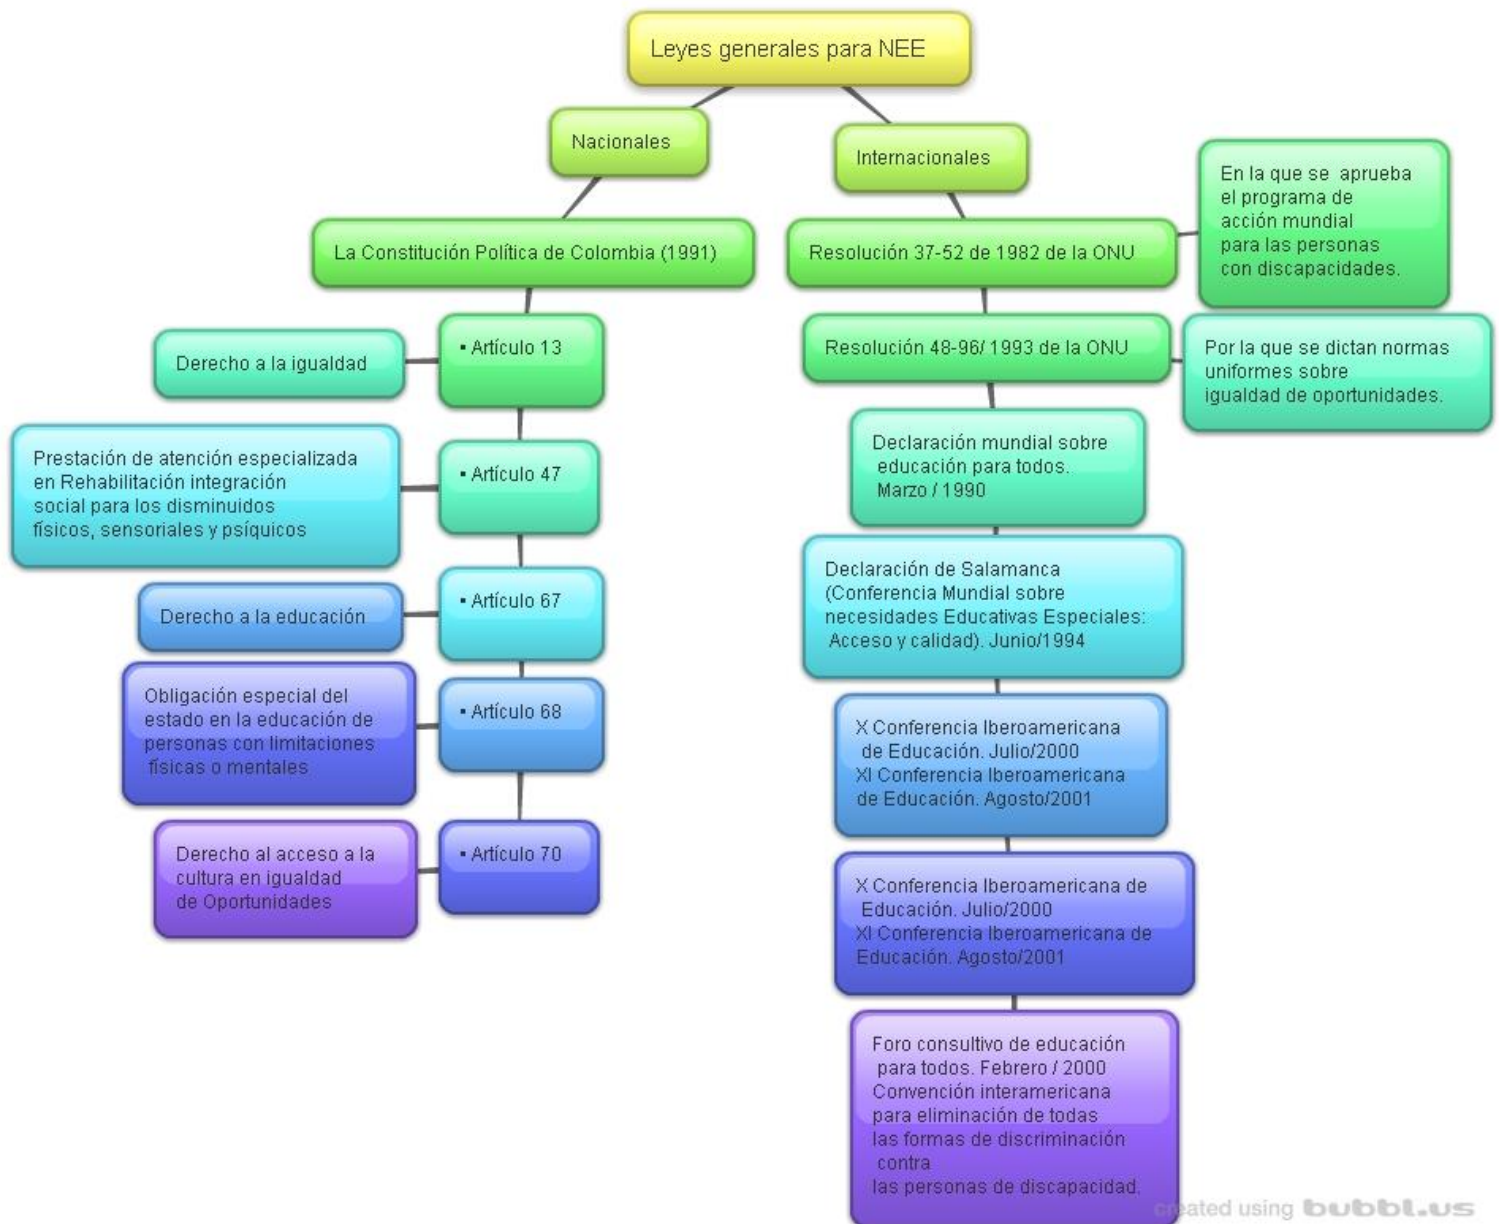 Leyes generales para NEE
Nacionales
Internacionales
La Constitución Política de Colombia (1991)
▪ Artículo 13
Derecho a la igualdad
▪ Artículo 47
Prestación de atención especializada
en Rehabilitación integración
social para los disminuidos
físicos, sensoriales y psíquicos
▪ Artículo 67
Derecho a la educación
▪ Artículo 68
Obligación especial del
estado en la educación de
personas con limitaciones
físicas o mentales
▪ Artículo 70
Derecho al acceso a la
cultura en igualdad
de Oportunidades
Resolución 37-52 de 1982 de la ONU
En la que se aprueba
el programa de
acción mundial
para las personas
con discapacidades.
Resolución 48-96/ 1993 de la ONU
Por la que se dictan normas
uniformes sobre
igualdad de oportunidades.
Declaración mundial sobre
educación para todos.
Marzo / 1990
Declaración de Salamanca
(Conferencia Mundial sobre
necesidades Educativas Especiales:
Acceso y calidad). Junio/1994
X Conferencia Iberoamericana
de Educación. Julio/2000
XI Conferencia Iberoamericana
de Educación. Agosto/2001
X Conferencia Iberoamericana de
Educación. Julio/2000
XI Conferencia Iberoamericana de
Educación. Agosto/2001
Foro consultivo de educación
para todos. Febrero / 2000
Convención interamericana
para eliminación de todas
las formas de discriminación
contra
las personas de discapacidad.
created using bubbl.us